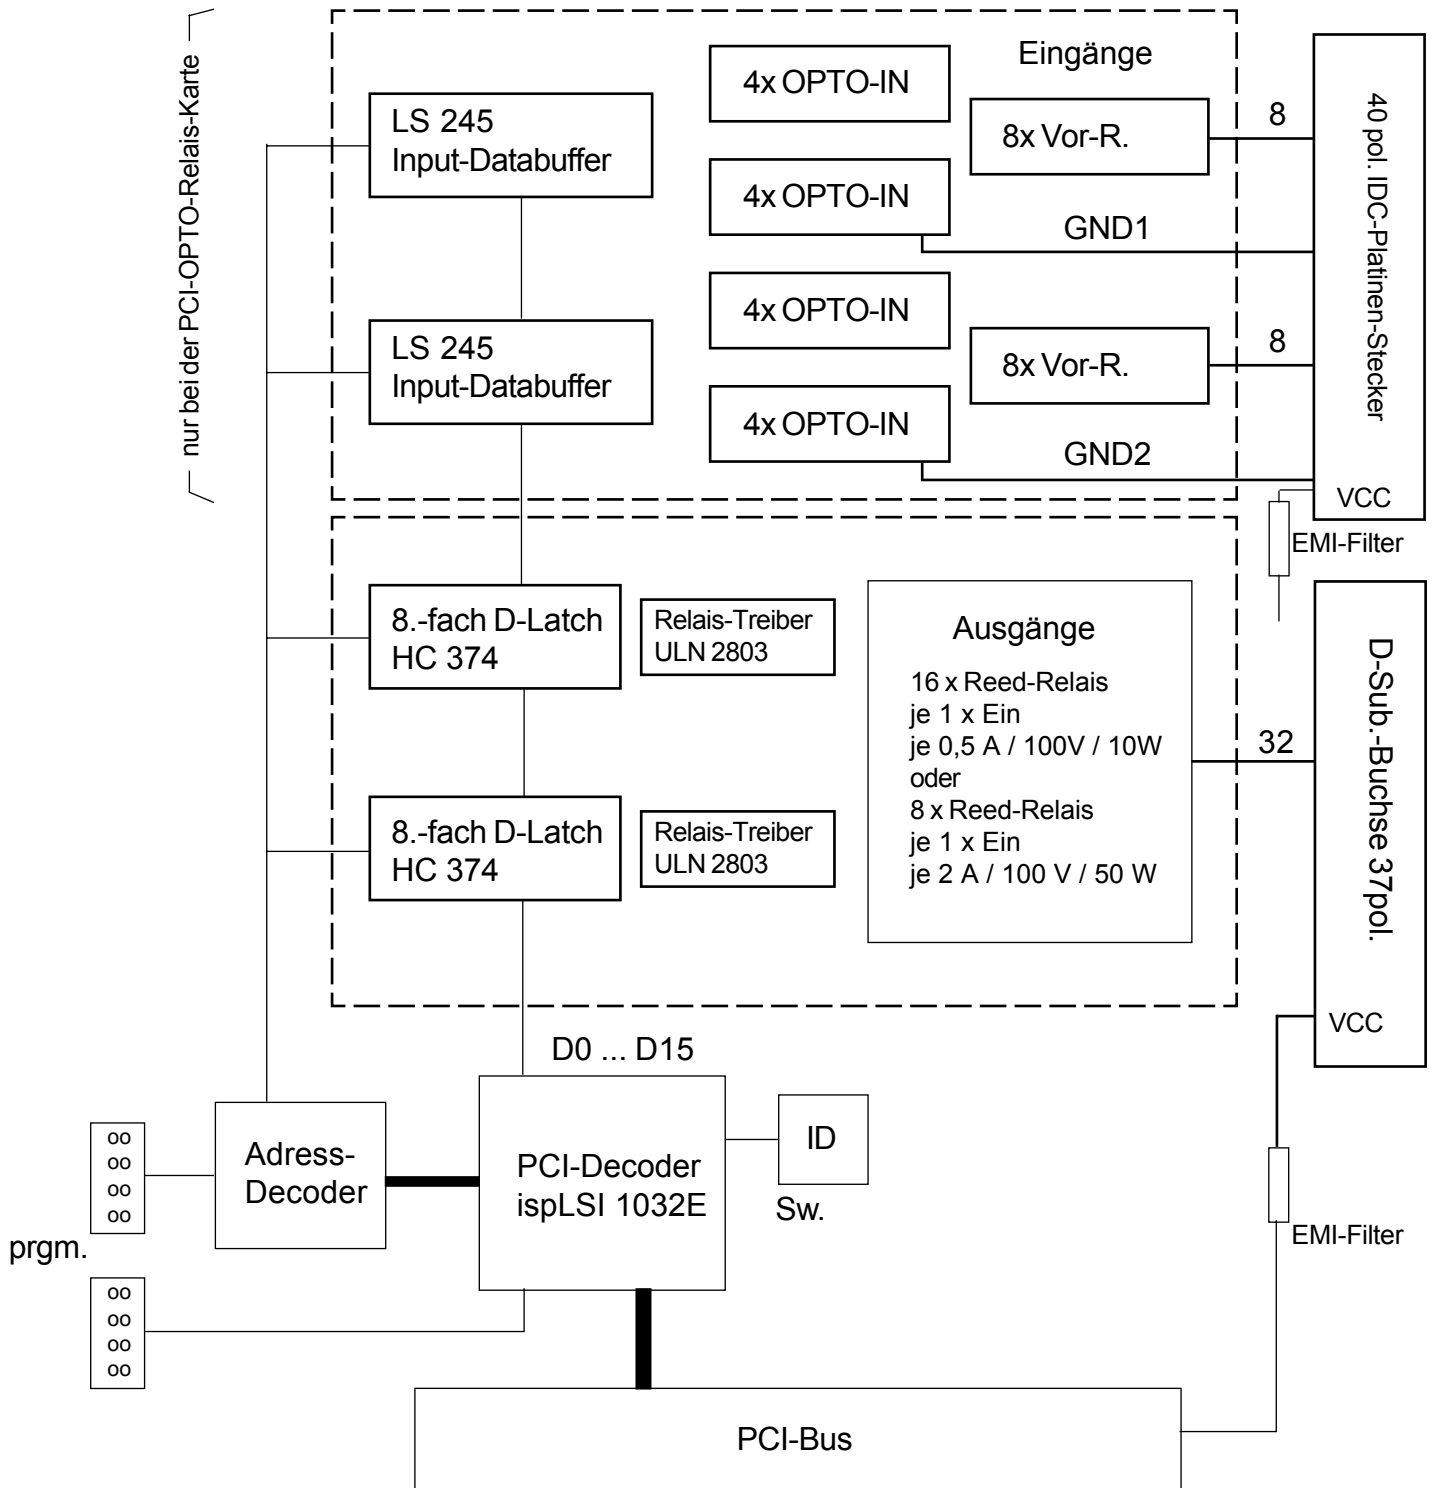 nur bei der PCI-OPTO-Relais-Karte
Eingänge
4x OPTO-IN
LS 245
Input-Databuffer
8x Vor-R.
8
4x OPTO-IN
GND1
4x OPTO-IN
LS 245
Input-Databuffer
8x Vor-R.
8
4x OPTO-IN
GND2
40 pol. IDC-Platinen-Stecker
VCC
EMI-Filter
8.-fach D-Latch
HC 374
Relais-Treiber
ULN 2803
Ausgänge
16 x Reed-Relais
je 1 x Ein
je 0,5 A / 100V / 10W
oder
8 x Reed-Relais
je 1 x Ein
je 2 A / 100 V / 50 W
32
D-Sub.-Buchse 37pol.
VCC
8.-fach D-Latch
HC 374
Relais-Treiber
ULN 2803
D0 ... D15
oo
oo
oo
oo
Adress-
Decoder
PCI-Decoder
ispLSI 1032E
ID
Sw.
EMI-Filter
prgm.
oo
oo
oo
oo
PCI-Bus